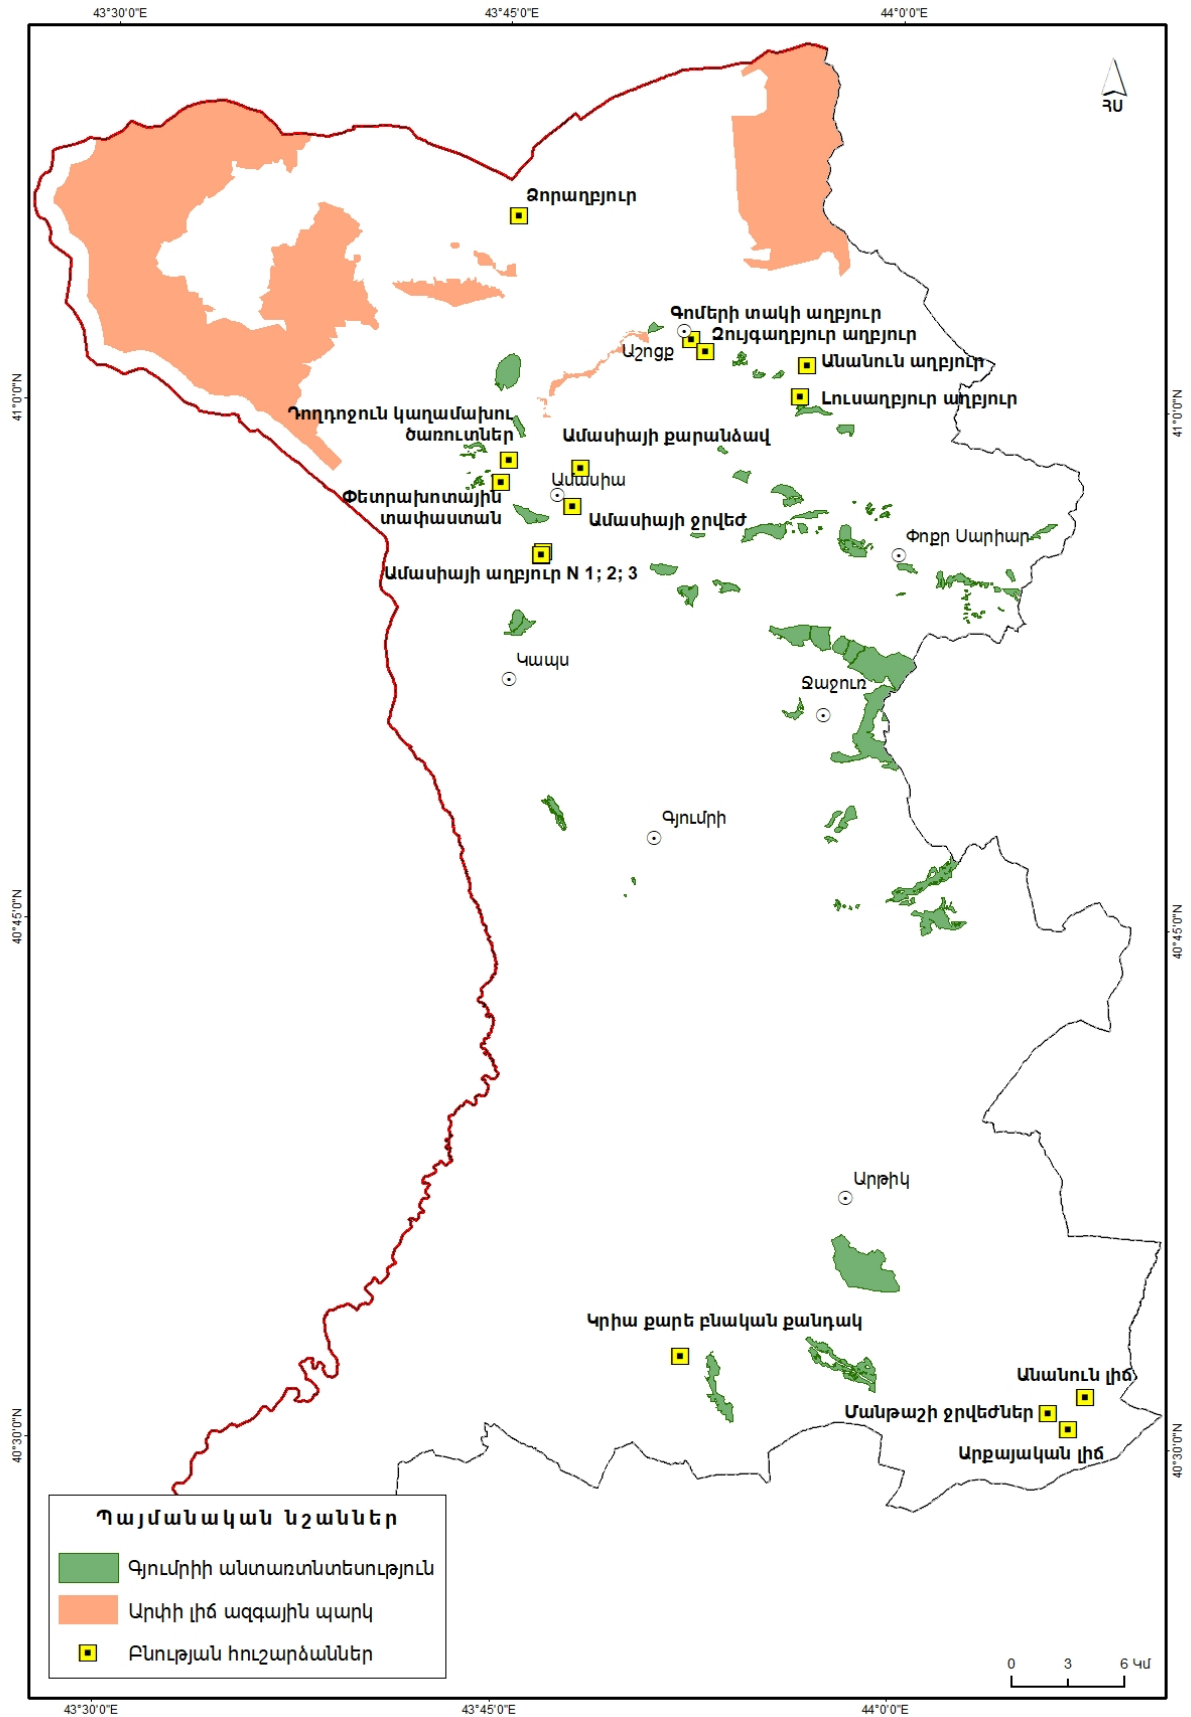 43°30'0"E
43°45'0"E
44°0'0"E
ՀՍ
Ձորաղբյուր
Գոմերի տակի աղբյուր
Զույգաղբյուր աղբյուր
Աշոցք
Անանուն աղբյուր
Լուսաղբյուր աղբյուր
41°0'0"N
41°0'0"N
Դողդոջուն կաղամախու
ծառուտներ
Ամասիայի քարանձավ
Ամասիա
Փետրախոտային
տափաստան
Ամասիայի ջրվեժ
Փոքր Սարիար
Ամասիայի աղբյուր N 1; 2; 3
Կապս
Ջաջուռ
Գյումրի
40°45'0"N
40°45'0"N
Արթիկ
Կրիա քարե բնական քանդակ
Անանուն լիճ
Մանթաշի ջրվեժներ
Արքայական լիճ
40°30'0"N
40°30'0"N
Պայմանական նշաններ
Գյումրիի անտառտնտեսություն
Արփի լիճ ազգային պարկ
Բնության հուշարձաններ
0 3 6 Կմ
43°30'0"E
43°45'0"E
44°0'0"E